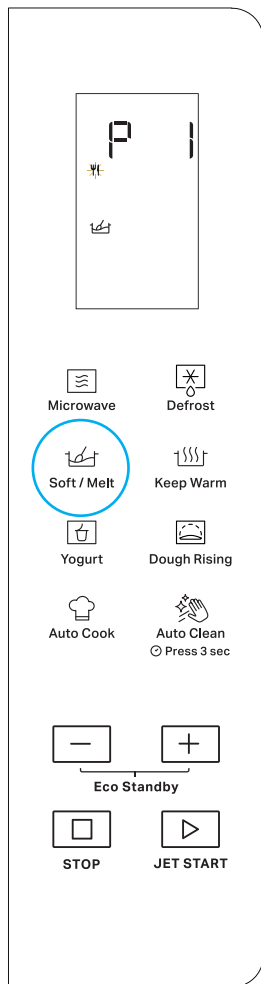 P 1
Microwave Defrost
Soft / Melt Keep Warm
Yogurt Dough Rising
Auto Cook Auto Clean
Press 3 sec
− +
Eco Standby
STOP JET START